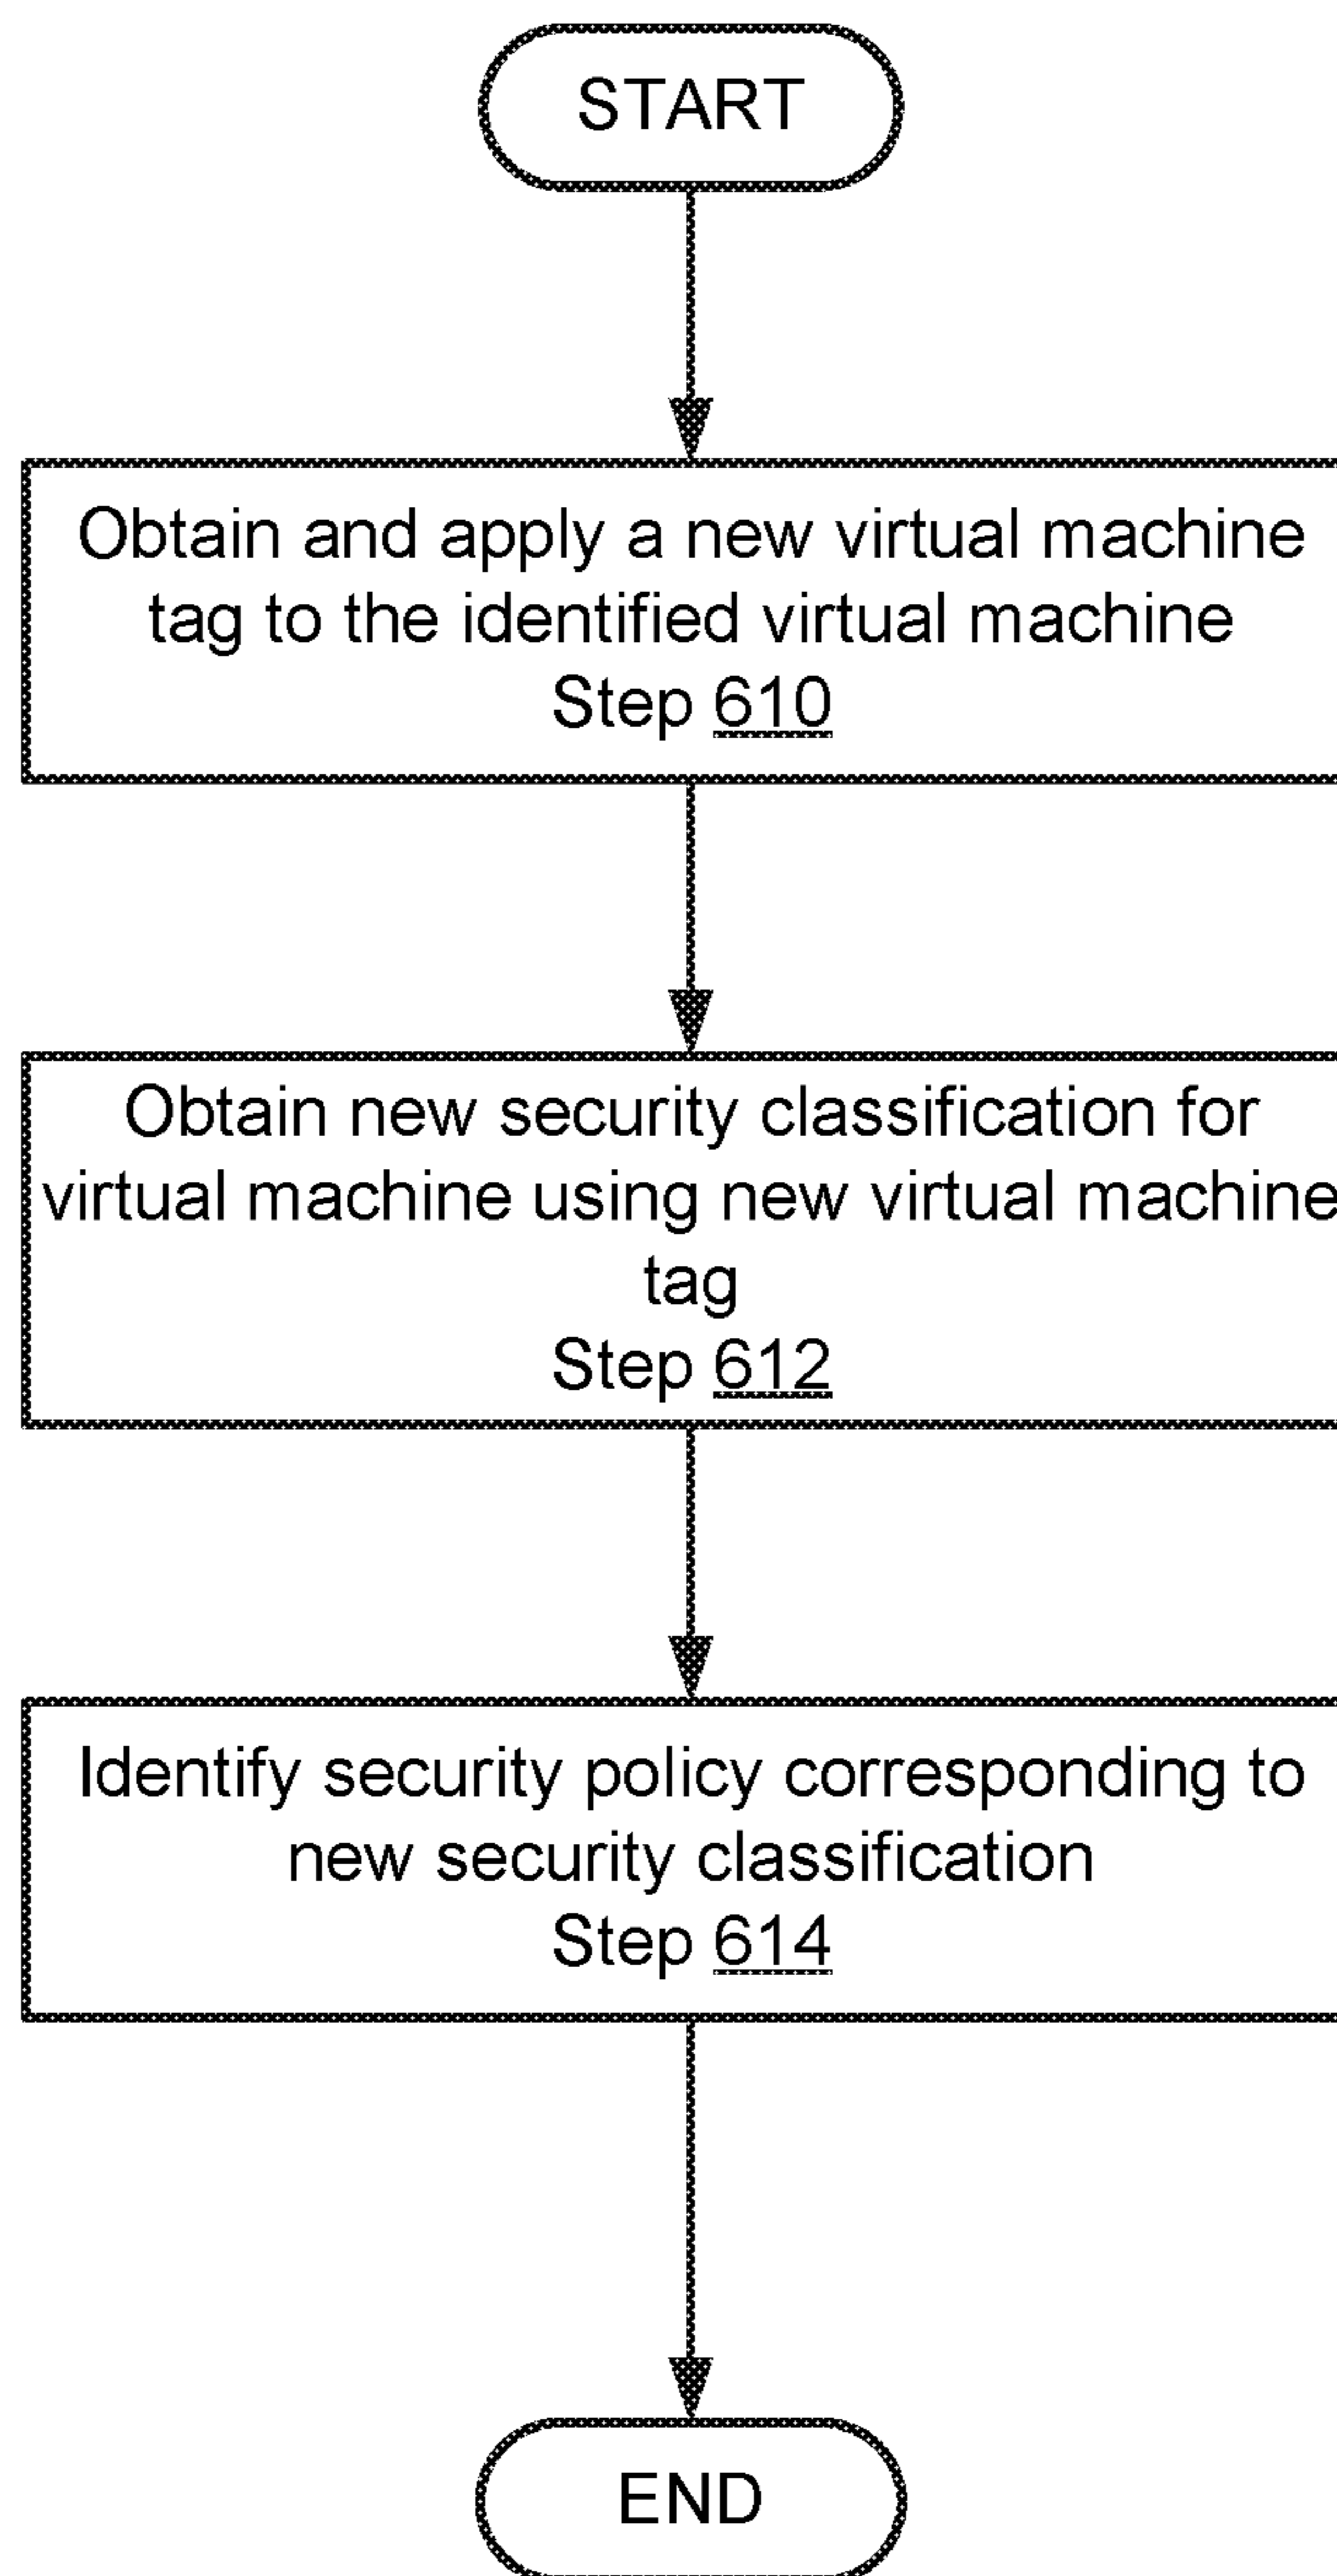 START
Obtain and apply a new virtual machine
tag to the identified virtual machine
Step 610
Obtain new security classification for
virtual machine using new virtual machine
tag
Step 612
Identify security policy corresponding to
new security classification
Step 614
END